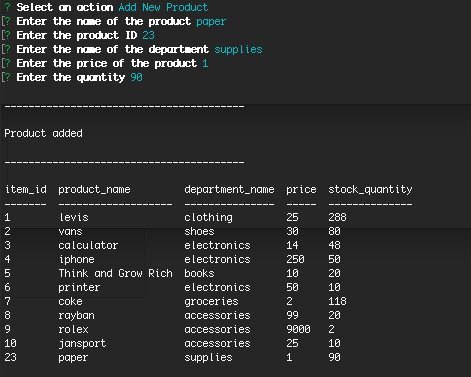 ? Select an action Add New Product
[? Enter the name of the product paper
[? Enter the product ID 23
[? Enter the name of the department supplies
[? Enter the price of the product 1
[? Enter the quantity 90
----------------------------------------
Product added
----------------------------------------
item_id  product_name         department_name  price  stock_quantity
-------  -------------------  ---------------  -----  --------------
1        levis                clothing         25     288
2        vans                 shoes            30     80
3        calculator           electronics      14     48
4        iphone               electronics      250    50
5        Think and Grow Rich  books            10     20
6        printer              electronics      50     10
7        coke                 groceries        2      118
8        rayban               accessories      99     20
9        rolex                accessories      9000   2
10       jansport             accessories      25     10
23       paper                supplies         1      90